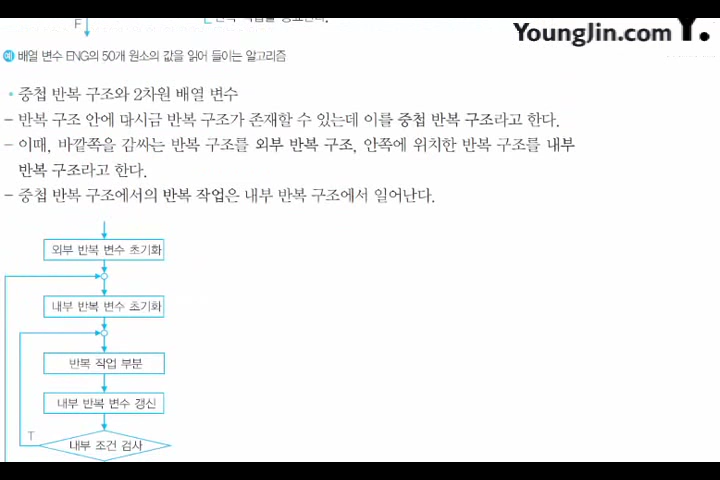 F
YoungJin.com Y.
예 배열 변수 ENG의 50개 원소의 값을 읽어 들이는 알고리즘
• 중첩 반복 구조와 2차원 배열 변수
- 반복 구조 안에 다시금 반복 구조가 존재할 수 있는데 이를 중첩 반복 구조라고 한다.
- 이때, 바깥쪽을 감싸는 반복 구조를 외부 반복 구조, 안쪽에 위치한 반복 구조를 내부
반복 구조라고 한다.
- 중첩 반복 구조에서의 반복 작업은 내부 반복 구조에서 일어난다.
외부 반복 변수 초기화
내부 반복 변수 초기화
반복 작업 부분
내부 반복 변수 갱신
T
내부 조건 검사